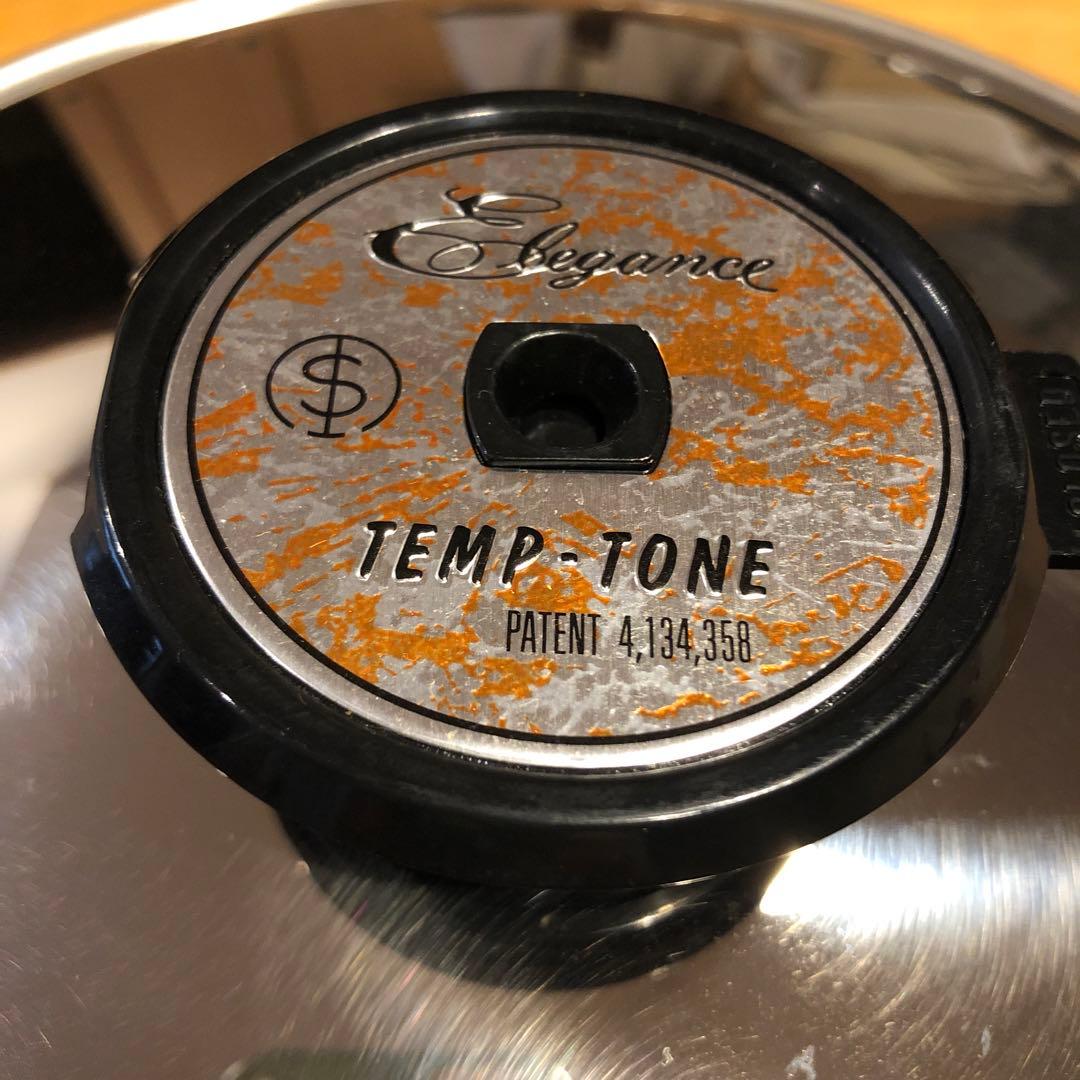 Elegance
TEMP-TONE
PATENT 4,134,358